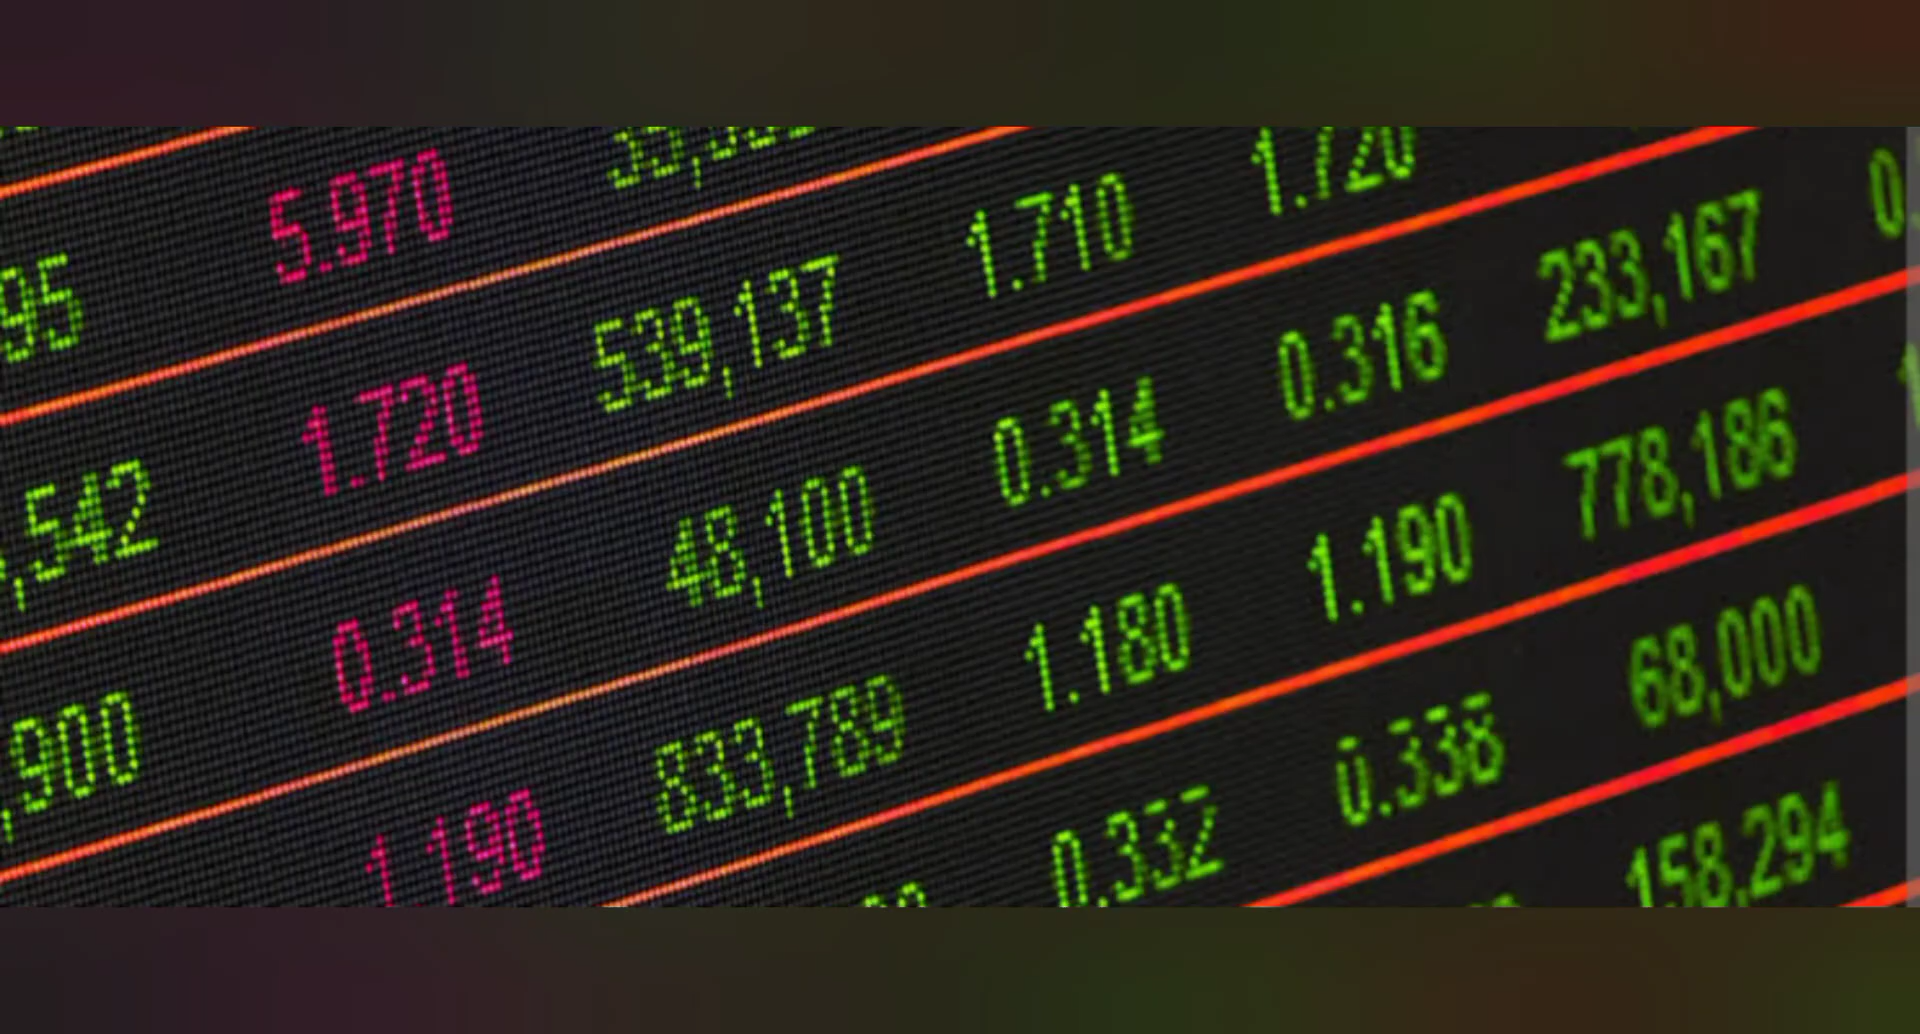 95 5.970
,542 1.720 539,137 1.710 1.720
,900 0.314 48,100 0.314 0.316 233,167 0.
1.190 833,789 1.180 1.190 778,186
0.332 0.338 68,000
158,294